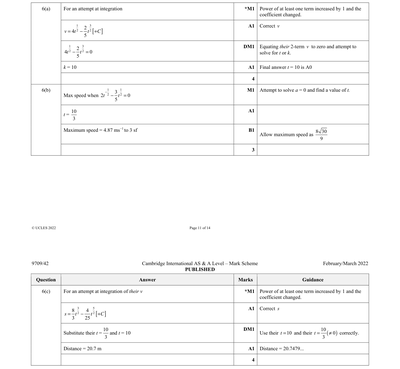 6(a) For an attempt at integration *M1 Power of at least one term increased by 1 and the coefficient changed.
v = 4t^{1/2} − (2/5)t^{5/2} [+C] A1 Correct v
4t^{1/2} − (2/5)t^{5/2} = 0 DM1 Equating their 2-term v to zero and attempt to solve for t or k.
k = 10 A1 Final answer t = 10 is A0
4
6(b) Max speed when 2t^{-1/2} − (3/5)t^{1/2} = 0 M1 Attempt to solve a = 0 and find a value of t.
t = 10/3 A1
Maximum speed = 4.87 ms⁻¹ to 3 sf B1 Allow maximum speed as 8√30/9
3
© UCLES 2022 Page 11 of 14
9709/42 Cambridge International AS & A Level – Mark Scheme February/March 2022
PUBLISHED
Question Answer Marks Guidance
6(c) For an attempt at integration of their v *M1 Power of at least one term increased by 1 and the coefficient changed.
s = (8/3)t^{3/2} − (4/25)t^{5/2} [+C] A1 Correct s
Substitute their t = 10/3 and t = 10 DM1 Use their t = 10 and their t = 10/3 (≠ 0) correctly.
Distance = 20.7 m A1 Distance = 20.7479...
4